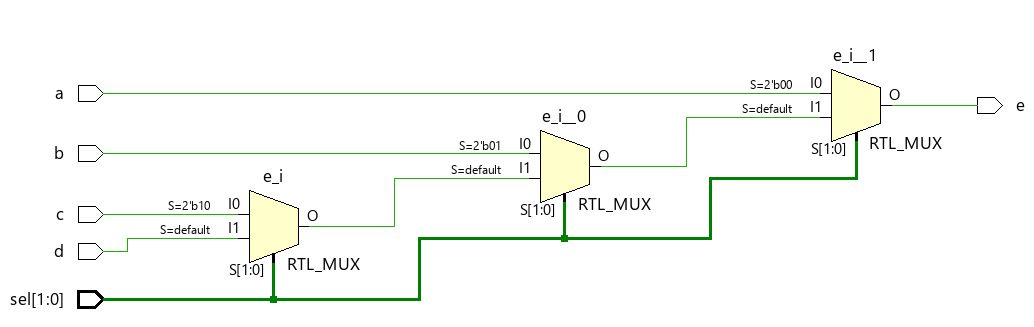 e_i__1
a
S=2'b00
I0
O
e
S=default
I1
e_i__0
S[1:0]
RTL_MUX
b
S=2'b01
I0
O
S=default
I1
e_i
S[1:0]
RTL_MUX
c
S=2'b10
I0
O
d
S=default
I1
S[1:0]
RTL_MUX
sel[1:0]